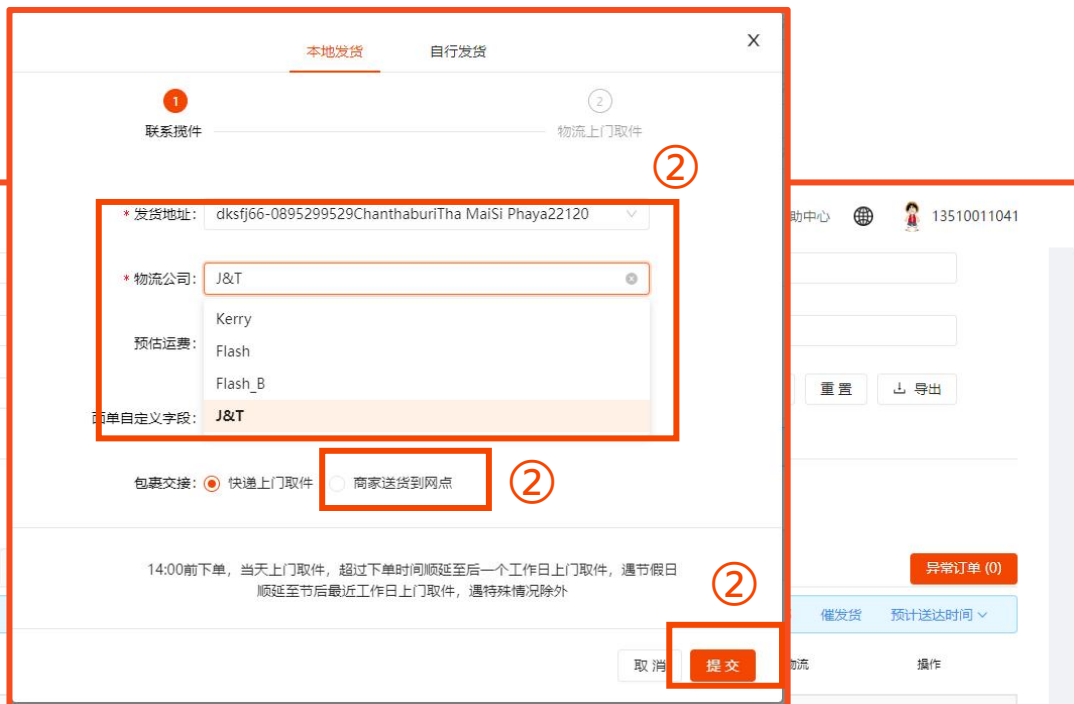 本地发货 自行发货 X
1 2
联系揽件 物流上门取件
②
* 发货地址： dksfj66-0895299529ChanthaburiTha MaiSi Phaya22120
助中心 13510011041
* 物流公司： J&T
Kerry
预估运费：
Flash
Flash_B
重置 导出
J&T
面单自定义字段：
包裹交接： 快递上门取件 商家送货到网点 ②
14:00前下单，当天上门取件，超过下单时间顺延至后一个工作日上门取件，遇节假日
顺延至节后最近工作日上门取件，遇特殊情况除外
②
异常订单 (0)
催发货 预计送达时间
取消 提交
物流 操作